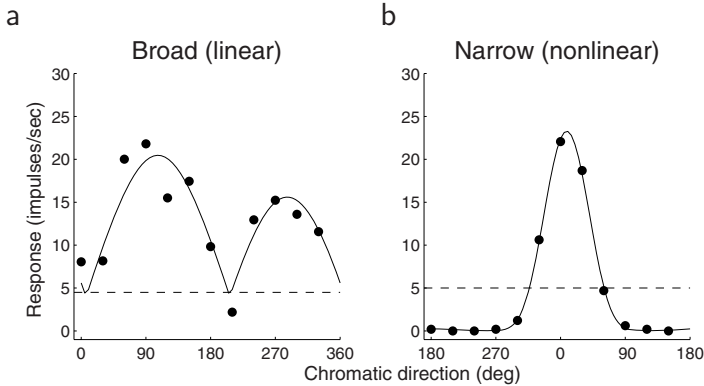 a
b
Broad (linear)
Narrow (nonlinear)
Response (impulses/sec)
30
25
20
15
10
5
0
0 90 180 270 360
30
25
20
15
10
5
0
180 270 0 90 180
Chromatic direction (deg)